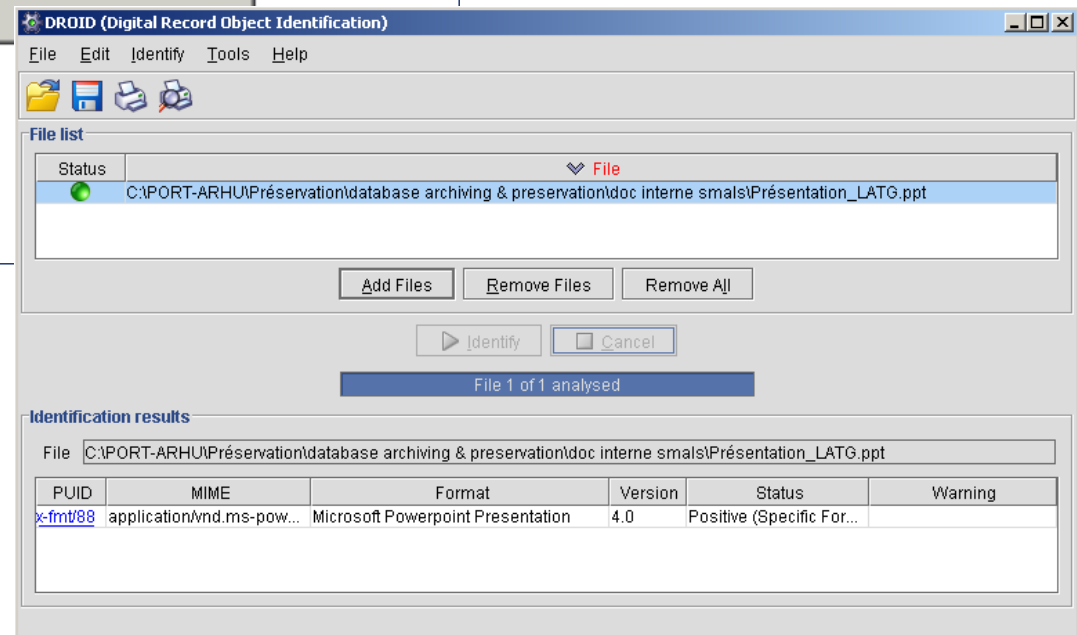 DROID (Digital Record Object Identification)
File Edit Identify Tools Help
File list
Status File
C:\PORT-ARHU\Préservation\database archiving & preservation\doc interne smals\Présentation_LATG.ppt
Add Files Remove Files Remove All
Identify Cancel
File 1 of 1 analysed
Identification results
File C:\PORT-ARHU\Préservation\database archiving & preservation\doc interne smals\Présentation_LATG.ppt
PUID MIME Format Version Status Warning
x-fmt/88 application/vnd.ms-pow... Microsoft Powerpoint Presentation 4.0 Positive (Specific For...